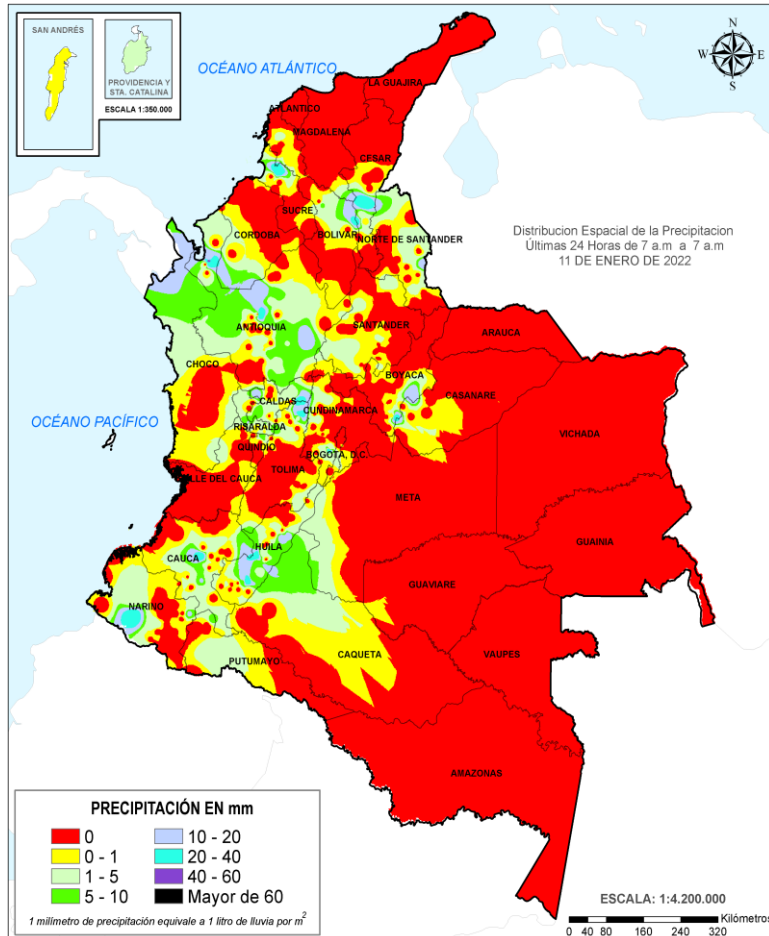 SAN ANDRÉS
PROVIDENCIA Y
STA. CATALINA
ESCALA 1:350.000
OCÉANO ATLÁNTICO
N
W E
S
LA GUAJIRA
ATLANTICO
MAGDALENA
CESAR
SUCRE
CORDOBA
BOLIVAR
NORTE DE SANTANDER
Distribucion Espacial de la Precipitacion
Últimas 24 Horas de 7 a.m a 7 a.m
11 DE ENERO DE 2022
ANTIOQUIA
SANTANDER
ARAUCA
CHOCO
BOYACA
CASANARE
OCÉANO PACÍFICO
CALDAS
CUNDINAMARCA
RISARALDA
VICHADA
QUINDIO
BOGOTA, D.C.
TOLIMA
VALLE DEL CAUCA
META
GUAINIA
HUILA
CAUCA
GUAVIARE
NARIÑO
CAQUETA
VAUPES
PUTUMAYO
AMAZONAS
PRECIPITACIÓN EN mm
0 10 - 20
0 - 1 20 - 40
1 - 5 40 - 60
5 - 10 Mayor de 60
1 milímetro de precipitación equivale a 1 litro de lluvia por m²
ESCALA: 1:4.200.000
Kilómetros
0 40 80 160 240 320